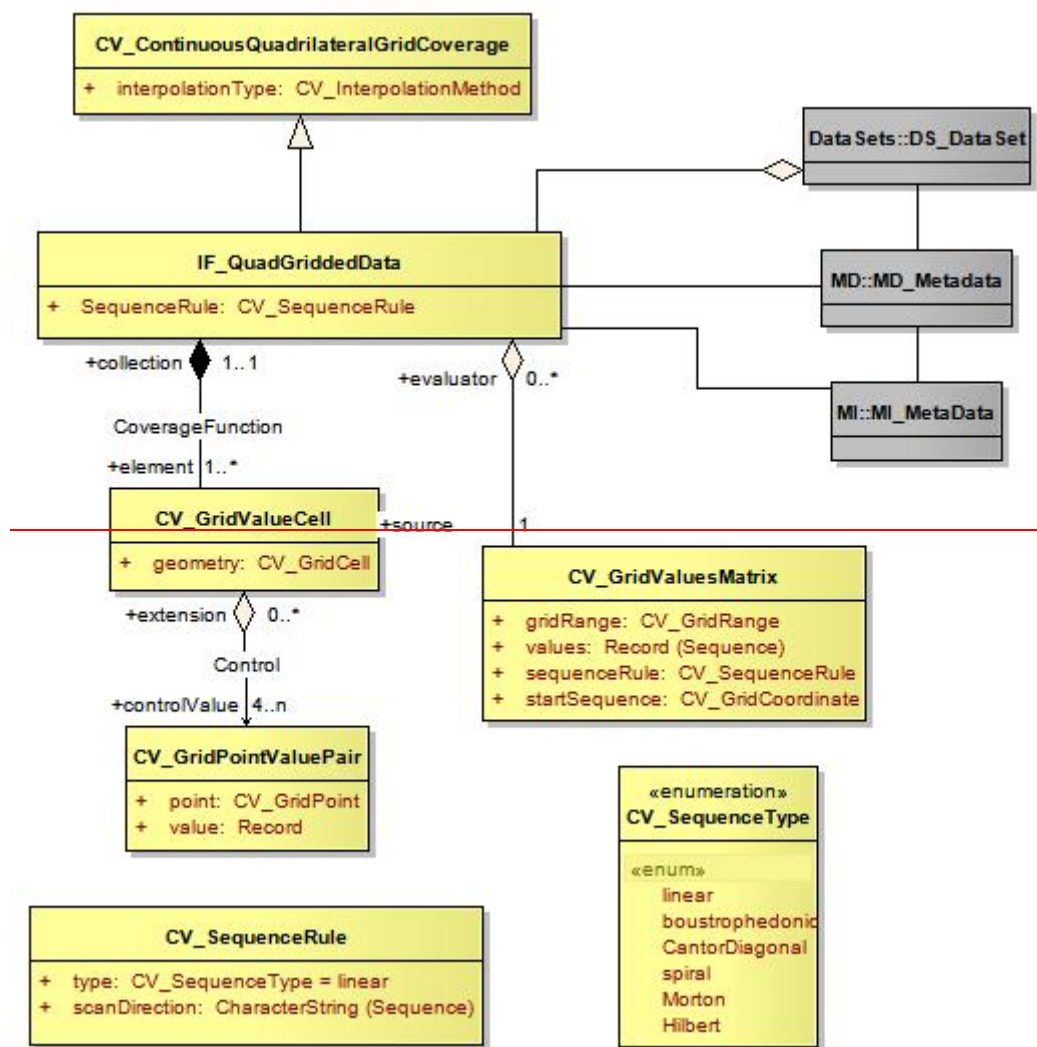 CV_ContinuousQuadrilateralGridCoverage
+ interpolationType: CV_InterpolationMethod
DataSets::DS_DataSet
IF_QuadGriddedData
+ SequenceRule: CV_SequenceRule
MD::MD_Metadata
MI::MI_MetaData
+collection 1..1
+evaluator 0..*
CoverageFunction
+element 1..*
CV_GridValueCell
+ geometry: CV_GridCell
+source
1
+extension 0..*
Control
+controlValue 4..n
CV_GridValuesMatrix
+ gridRange: CV_GridRange
+ values: Record (Sequence)
+ sequenceRule: CV_SequenceRule
+ startSequence: CV_GridCoordinate
CV_GridPointValuePair
+ point: CV_GridPoint
+ value: Record
«enumeration»
CV_SequenceType
«enum»
linear
boustrophedonic
CantorDiagonal
spiral
Morton
Hilbert
CV_SequenceRule
+ type: CV_SequenceType = linear
+ scanDirection: CharacterString (Sequence)